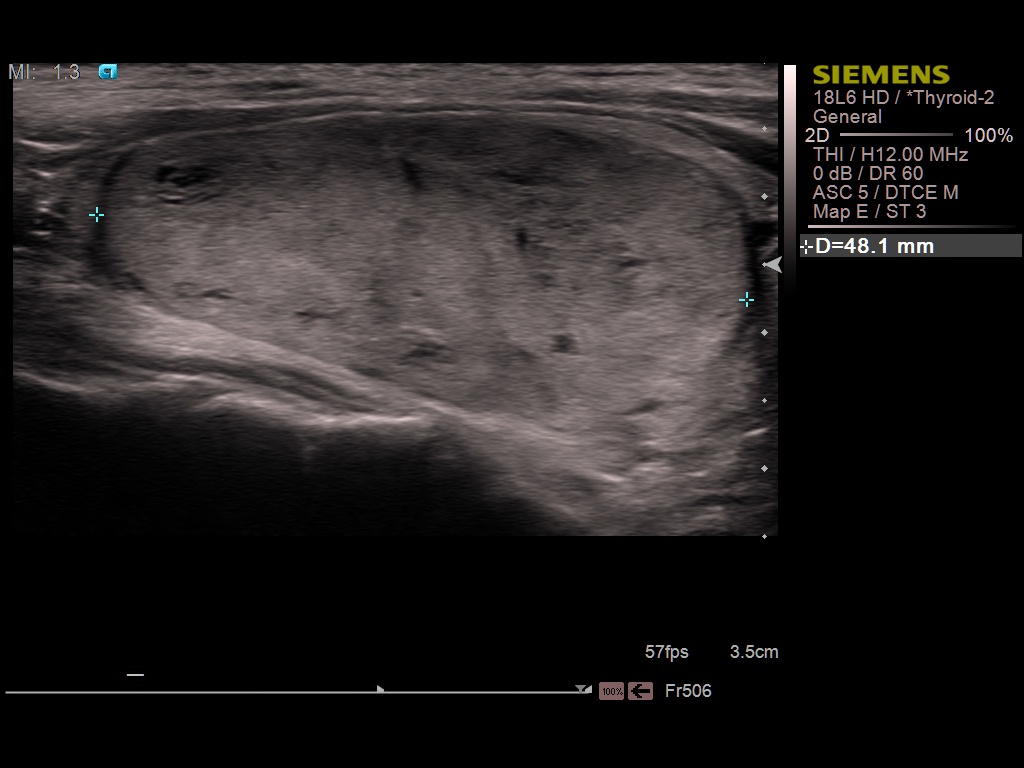 MI: 1.3
SIEMENS
18L6 HD / *Thyroid-2
General
2D 100%
THI / H12.00 MHz
0 dB / DR 60
ASC 5 / DTCE M
Map E / ST 3
D=48.1 mm
57fps 3.5cm
100% Fr506